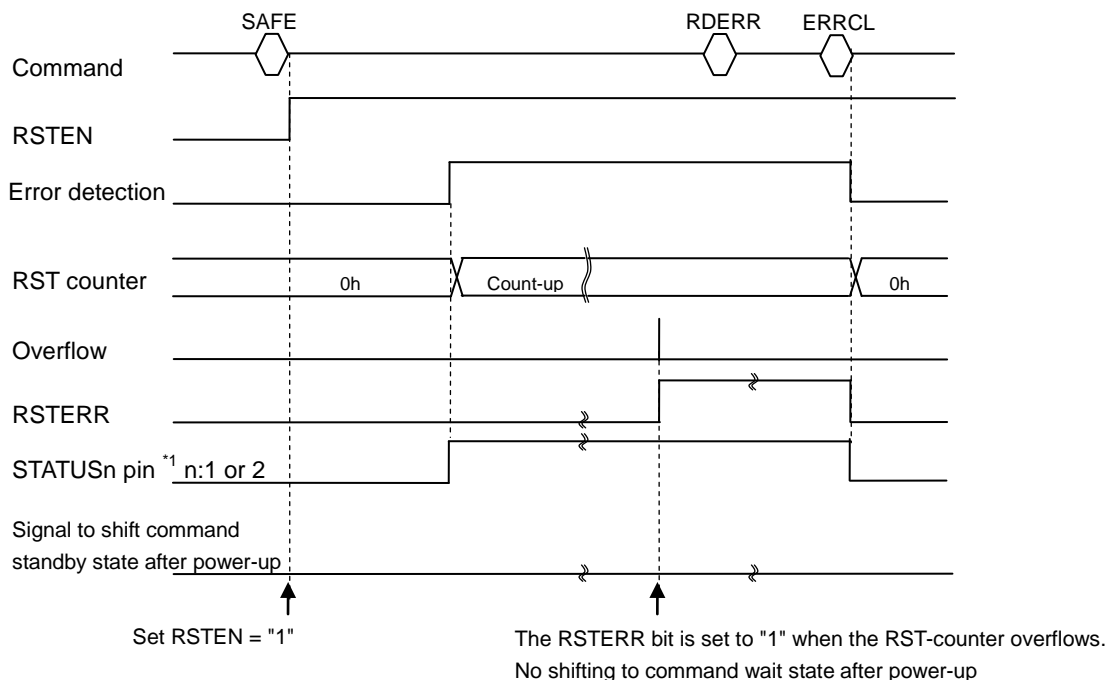 SAFE RDERR ERRCL
Command
RSTEN
Error detection
RST counter 0h Count-up 0h
Overflow
RSTERR
STATUSn pin *1 n:1 or 2
Signal to shift command
standby state after power-up
Set RSTEN = "1"
The RSTERR bit is set to "1" when the RST-counter overflows.
No shifting to command wait state after power-up